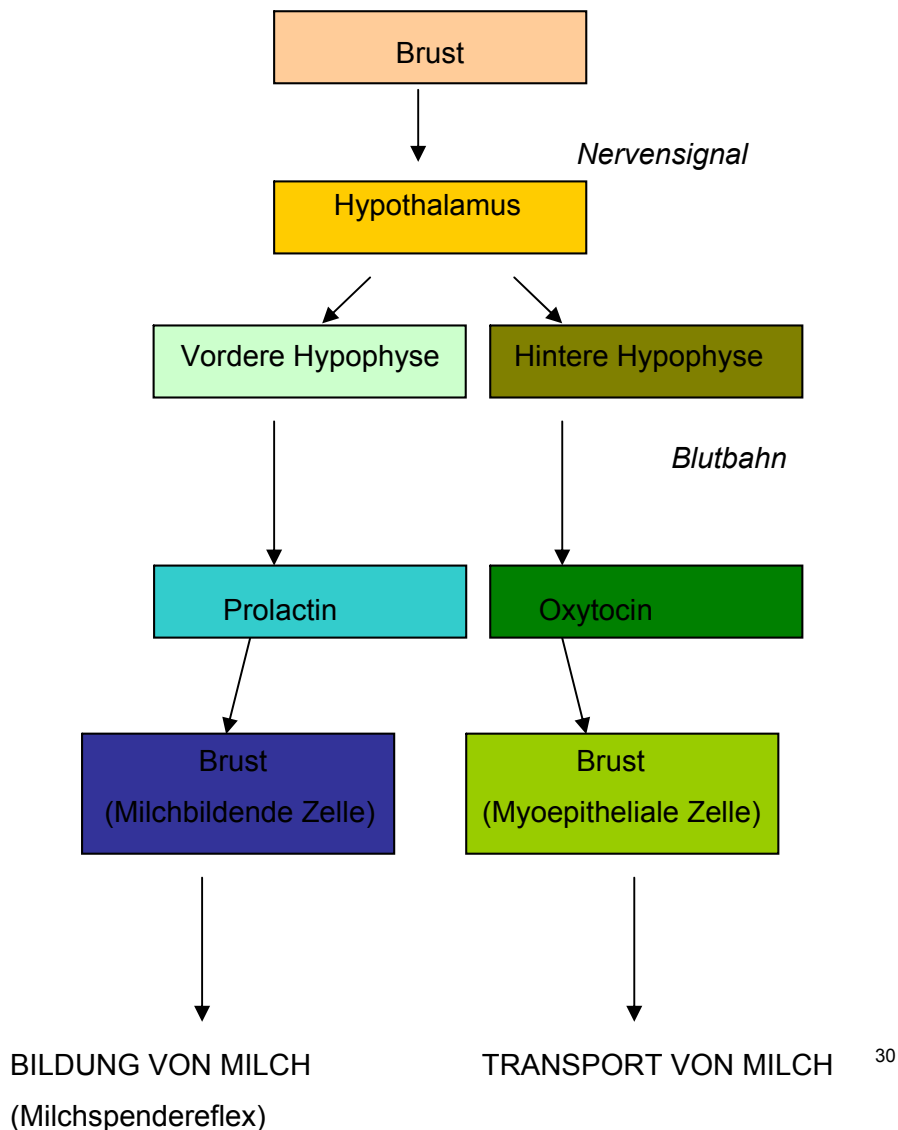 Brust
Nervensignal
Hypothalamus
Vordere Hypophyse
Hintere Hypophyse
Blutbahn
Prolactin
Oxytocin
Brust
(Milchbildende Zelle)
Brust
(Myoepitheliale Zelle)
BILDUNG VON MILCH
(Milchspendereflex)
TRANSPORT VON MILCH 30